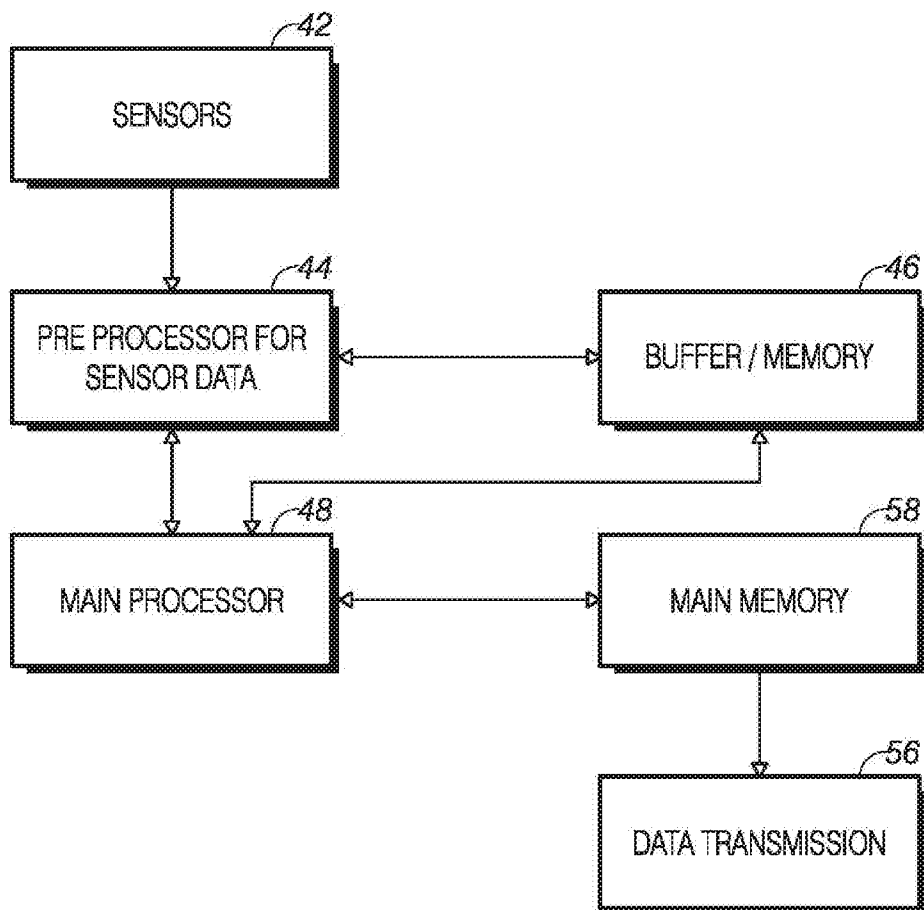 42
SENSORS
44
PRE PROCESSOR FOR
SENSOR DATA
46
BUFFER / MEMORY
48
MAIN PROCESSOR
58
MAIN MEMORY
56
DATA TRANSMISSION